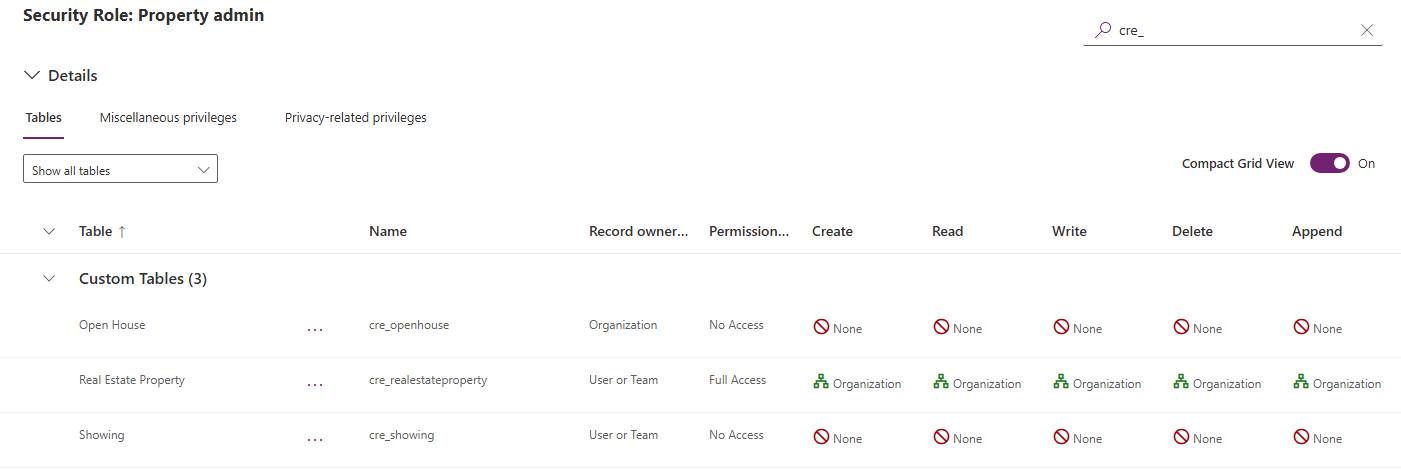 Security Role: Property admin
cre_
Details
Tables Miscellaneous privileges Privacy-related privileges
Show all tables
Compact Grid View On
Table ↑ Name Record owner... Permission... Create Read Write Delete Append
Custom Tables (3)
Open House ... cre_openhouse Organization No Access None None None None None
Real Estate Property ... cre_realestateproperty User or Team Full Access Organization Organization Organization Organization Organization
Showing ... cre_showing User or Team No Access None None None None None